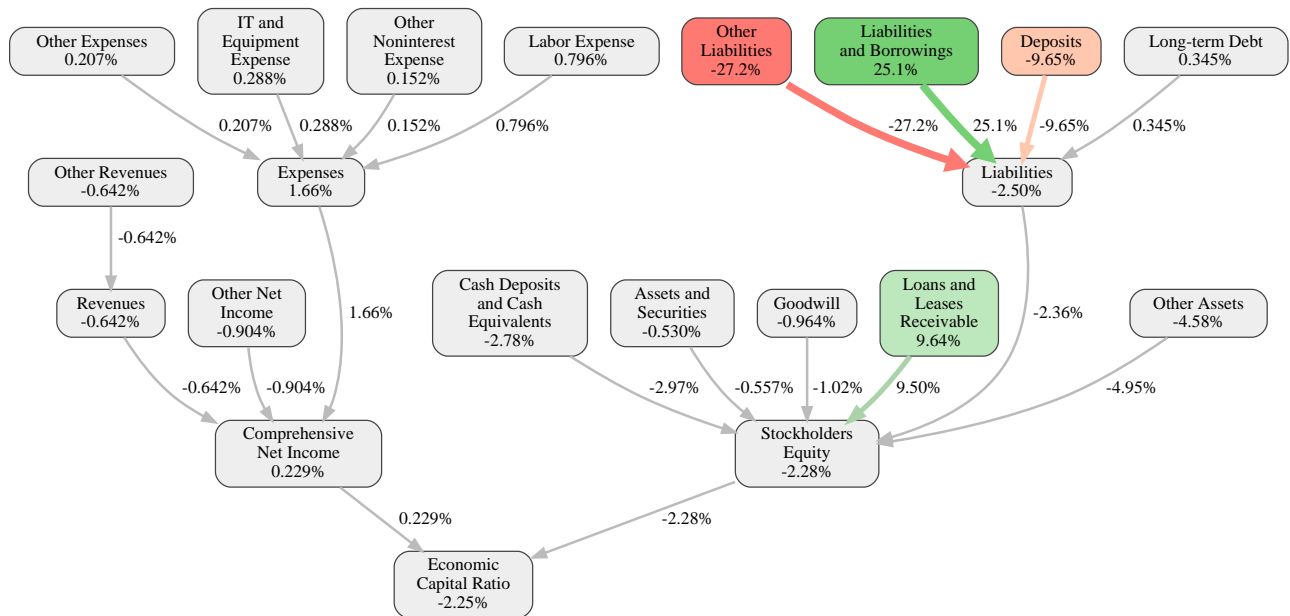 Other Expenses
0.207%
IT and
Equipment
Expense
0.288%
Other
Noninterest
Expense
0.152%
Labor Expense
0.796%
Other
Liabilities
-27.2%
Liabilities
and Borrowings
25.1%
Deposits
-9.65%
Long-term Debt
0.345%
0.207%
0.288%
0.152%
0.796%
-27.2%
25.1%
-9.65%
0.345%
Other Revenues
-0.642%
Expenses
1.66%
Liabilities
-2.50%
-0.642%
Revenues
-0.642%
Other Net
Income
-0.904%
1.66%
Cash Deposits
and Cash
Equivalents
-2.78%
Assets and
Securities
-0.530%
Goodwill
-0.964%
Loans and
Leases
Receivable
9.64%
-2.36%
Other Assets
-4.58%
-0.642%
-0.904%
-2.97%
-0.557%
-1.02%
9.50%
-4.95%
Comprehensive
Net Income
0.229%
Stockholders
Equity
-2.28%
0.229%
-2.28%
Economic
Capital Ratio
-2.25%